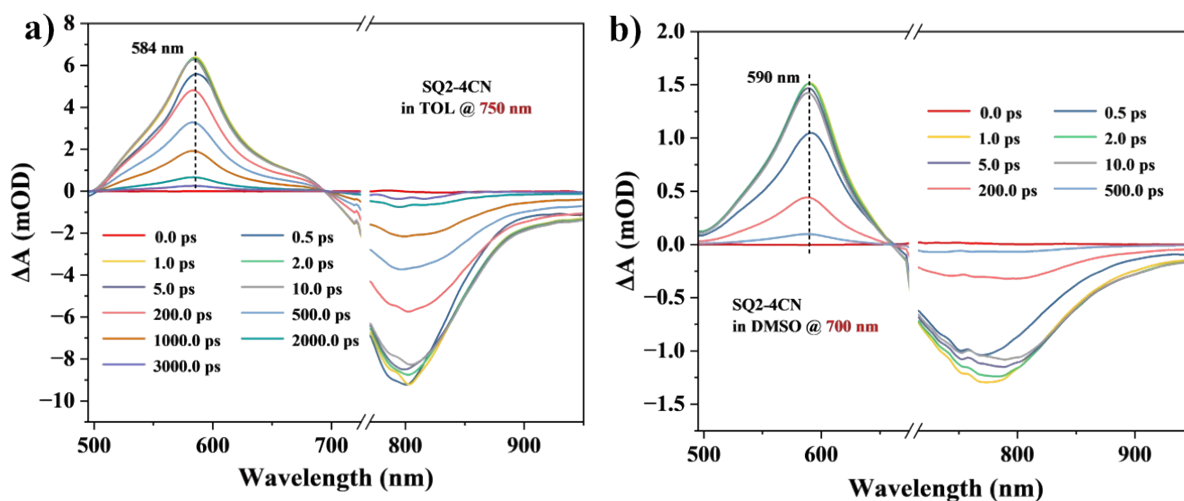 a)
8
6
4
2
0
−2
−4
−6
−8
−10
ΔA (mOD)
584 nm
SQ2-4CN
in TOL @ 750 nm
0.0 ps 0.5 ps
1.0 ps 2.0 ps
5.0 ps 10.0 ps
200.0 ps 500.0 ps
1000.0 ps 2000.0 ps
3000.0 ps
500 600 700 800 900
Wavelength (nm)
b)
2.0
1.5
1.0
0.5
0.0
−0.5
−1.0
−1.5
ΔA (mOD)
590 nm
0.0 ps 0.5 ps
1.0 ps 2.0 ps
5.0 ps 10.0 ps
200.0 ps 500.0 ps
SQ2-4CN
in DMSO @ 700 nm
500 600 800 900
Wavelength (nm)